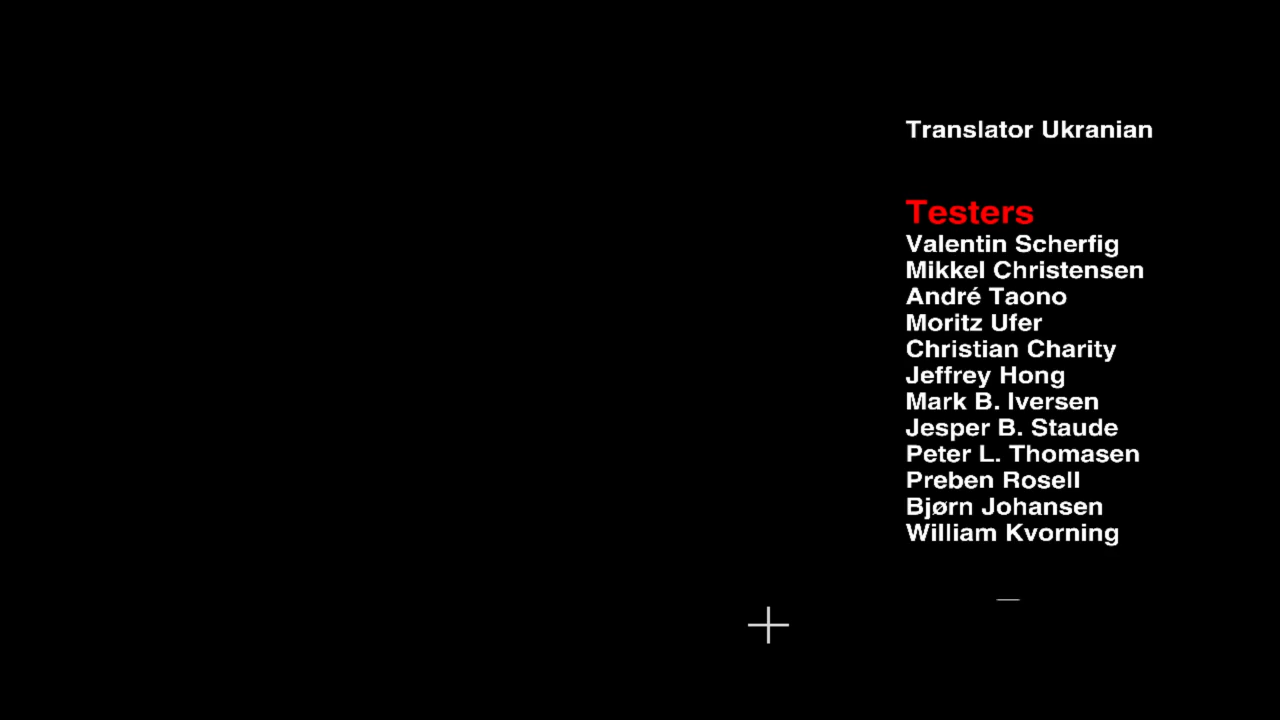 Translator Ukranian
Testers
Valentin Scherfig
Mikkel Christensen
André Taono
Moritz Ufer
Christian Charity
Jeffrey Hong
Mark B. Iversen
Jesper B. Staude
Peter L. Thomasen
Preben Rosell
Bjørn Johansen
William Kvorning